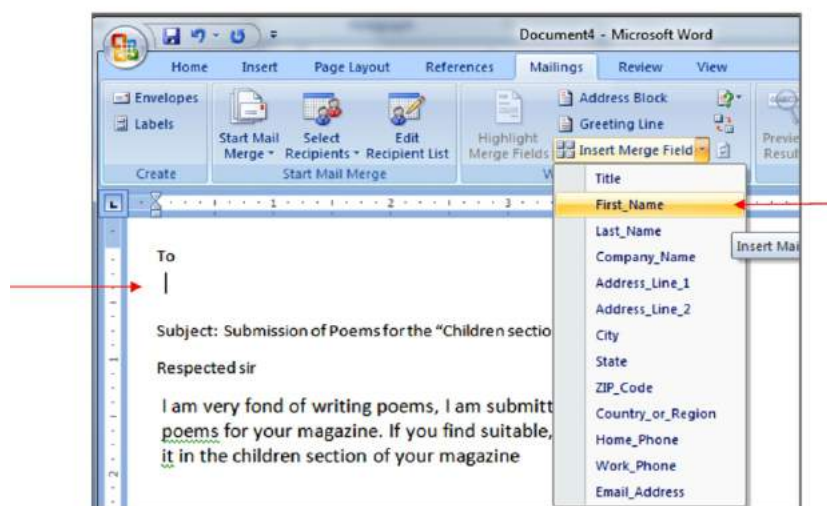 Document4 - Microsoft Word
Home Insert Page Layout References Mailings Review View
Envelopes
Labels
Start Mail Merge
Select Recipients
Edit Recipient List
Highlight Merge Fields
Address Block
Greeting Line
Insert Merge Field
Create
Start Mail Merge
Title
First_Name
Last_Name
Company_Name
Address_Line_1
Address_Line_2
City
State
ZIP_Code
Country_or_Region
Home_Phone
Work_Phone
Email_Address
Insert Mai
To
Subject: Submission of Poems for the "Children sectio
Respected sir
I am very fond of writing poems, I am submitt
poems for your magazine. If you find suitable,
it in the children section of your magazine